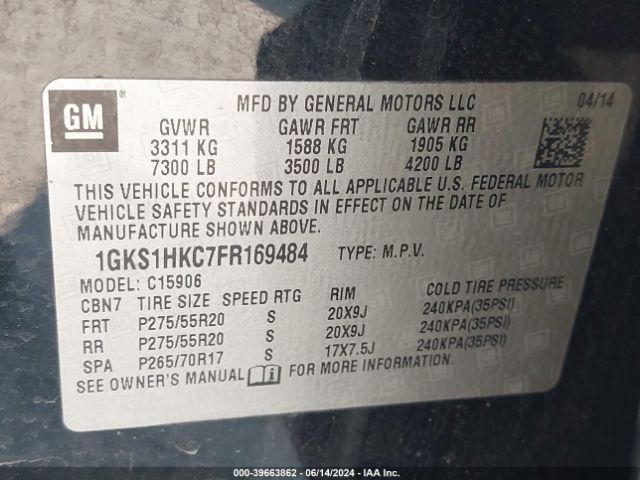 GM ®
MFD BY GENERAL MOTORS LLC 04/14
GVWR GAWR FRT GAWR RR
3311 KG 1588 KG 1905 KG
7300 LB 3500 LB 4200 LB
THIS VEHICLE CONFORMS TO ALL APPLICABLE U.S. FEDERAL MOTOR
VEHICLE SAFETY STANDARDS IN EFFECT ON THE DATE OF
MANUFACTURE SHOWN ABOVE.
1GKS1HKC7FR169484 TYPE: M.P.V.
MODEL: C15906
CBN7 TIRE SIZE SPEED RTG RIM COLD TIRE PRESSURE
FRT P275/55R20 S 20X9J 240KPA(35PSI)
RR P275/55R20 S 20X9J 240KPA(35PSI)
SPA P265/70R17 S 17X7.5J 240KPA(35PSI)
SEE OWNER'S MANUAL FOR MORE INFORMATION.
000-39663862 - 06/14/2024 - IAA Inc.